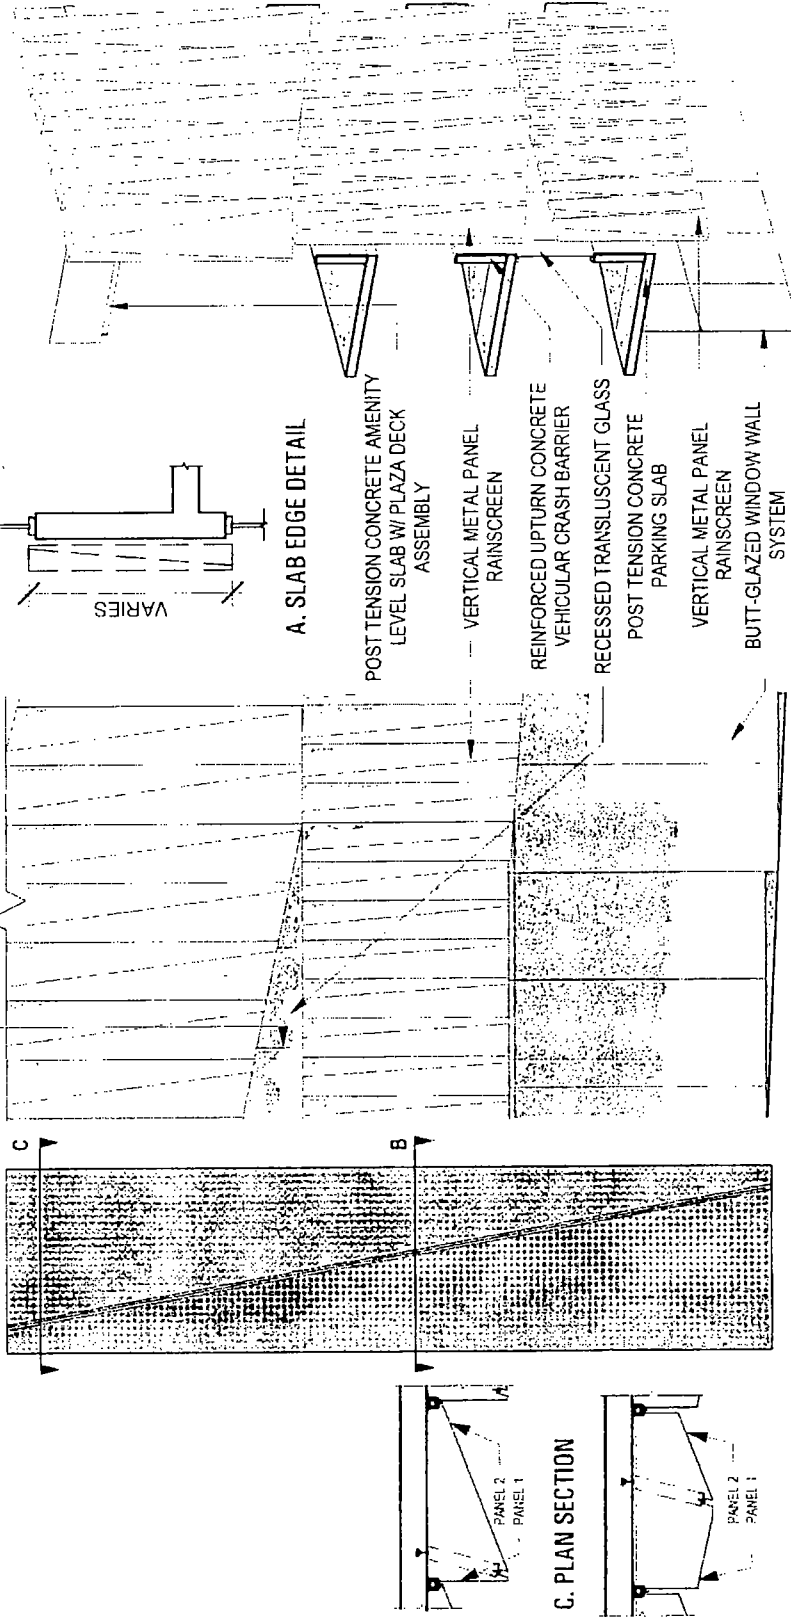 VARIES
A. SLAB EDGE DETAIL
POST TENSION CONCRETE AMENITY
LEVEL SLAB W/ PLAZA DECK
ASSEMBLY
VERTICAL METAL PANEL
RAINSCREEN
REINFORCED UPTURN CONCRETE
VEHICULAR CRASH BARRIER
RECESSED TRANSLUSCENT GLASS
POST TENSION CONCRETE
PARKING SLAB
VERTICAL METAL PANEL
RAINSCREEN
BUTT-GLAZED WINDOW WALL
SYSTEM
C
B
PANEL 2
PANEL 1
C. PLAN SECTION
PANEL 2
PANEL 1